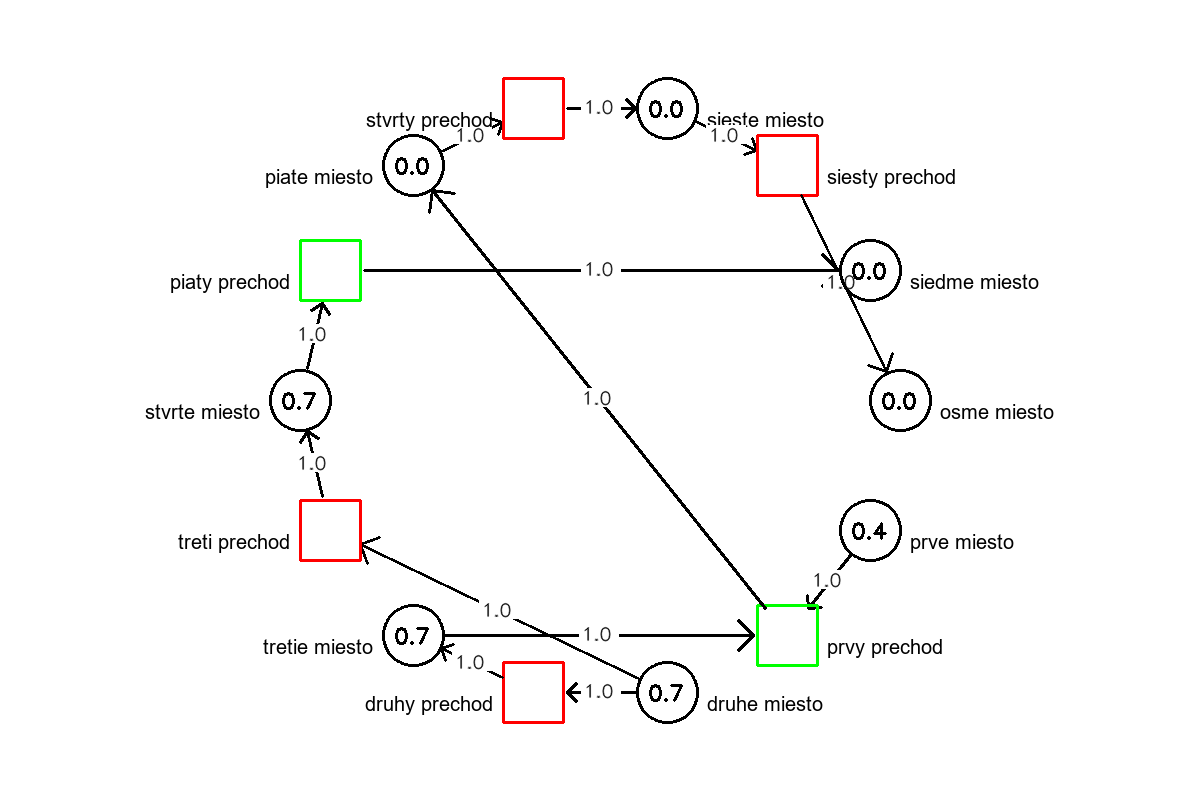 stvrty prechod
1.0
0.0
sieste miesto
1.0
1.0
piate miesto
0.0
siesty prechod
piaty prechod
1.0
0.0
siedme miesto
1.0
1.0
stvrte miesto
0.7
1.0
0.0
osme miesto
1.0
treti prechod
0.4
prve miesto
1.0
1.0
tretie miesto
0.7
1.0
prvy prechod
1.0
druhy prechod
1.0
0.7
druhe miesto